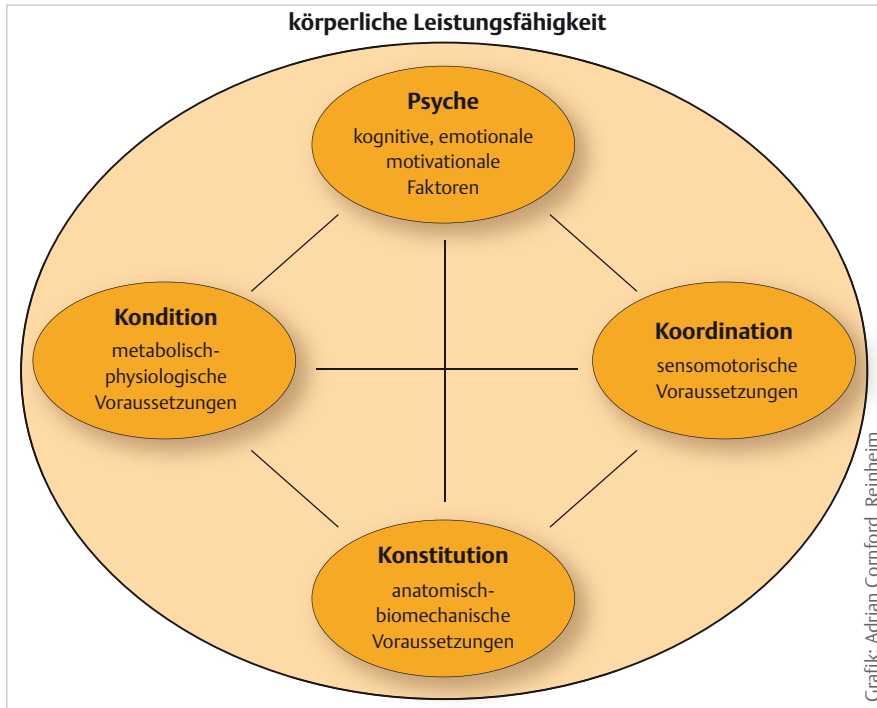 körperliche Leistungsfähigkeit
Psyche
kognitive, emotionale
motivationale
Faktoren
Kondition
metabolisch-
physiologische
Voraussetzungen
Koordination
sensomotorische
Voraussetzungen
Konstitution
anatomisch-
biomechanische
Voraussetzungen
Grafik: Adrian Cornford, Reinheim